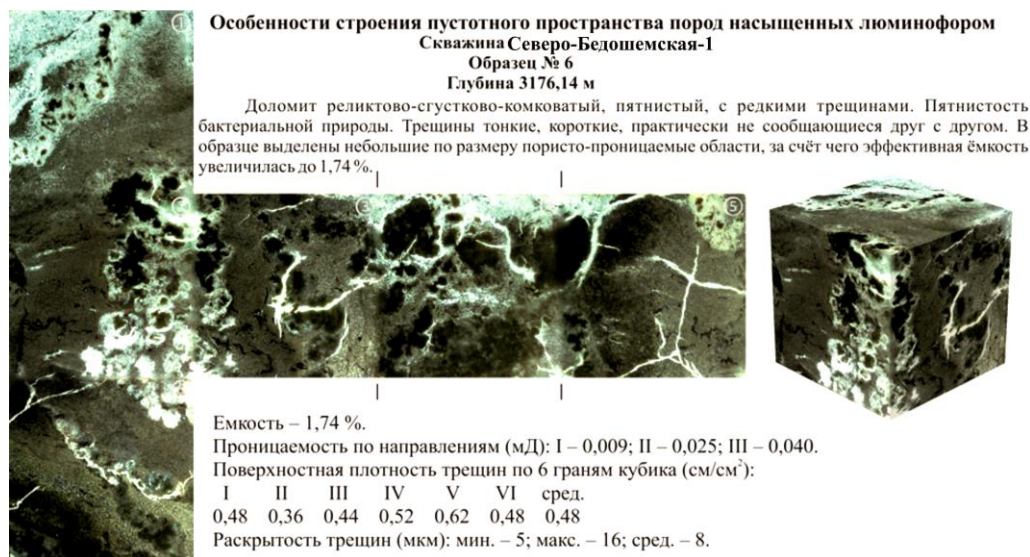 Особенности строения пустотного пространства пород насыщенных люминофором
Скважина Северо-Бедошемская-1
Образец № 6
Глубина 3176,14 м
Доломит реликтово-сгустково-комковатый, пятнистый, с редкими трещинами. Пятнистость
бактериальной природы. Трещины тонкие, короткие, практически не сообщающиеся друг с другом. В
образце выделены небольшие по размеру пористо-проницаемые области, за счёт чего эффективная ёмкость
увеличилась до 1,74 %.
①
③
⑤
Емкость – 1,74 %.
Проницаемость по направлениям (мД): I – 0,009; II – 0,025; III – 0,040.
Поверхностная плотность трещин по 6 граням кубика (см/см²):
I II III IV V VI сред.
0,48 0,36 0,44 0,52 0,62 0,48 0,48
Раскрытость трещин (мкм): мин. – 5; макс. – 16; сред. – 8.